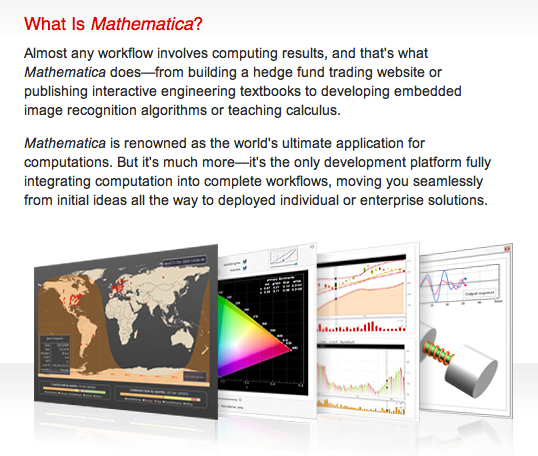 What Is Mathematica?
Almost any workflow involves computing results, and that's what
Mathematica does—from building a hedge fund trading website or
publishing interactive engineering textbooks to developing embedded
image recognition algorithms or teaching calculus.
Mathematica is renowned as the world's ultimate application for
computations. But it's much more—it's the only development platform fully
integrating computation into complete workflows, moving you seamlessly
from initial ideas all the way to deployed individual or enterprise solutions.
Output response